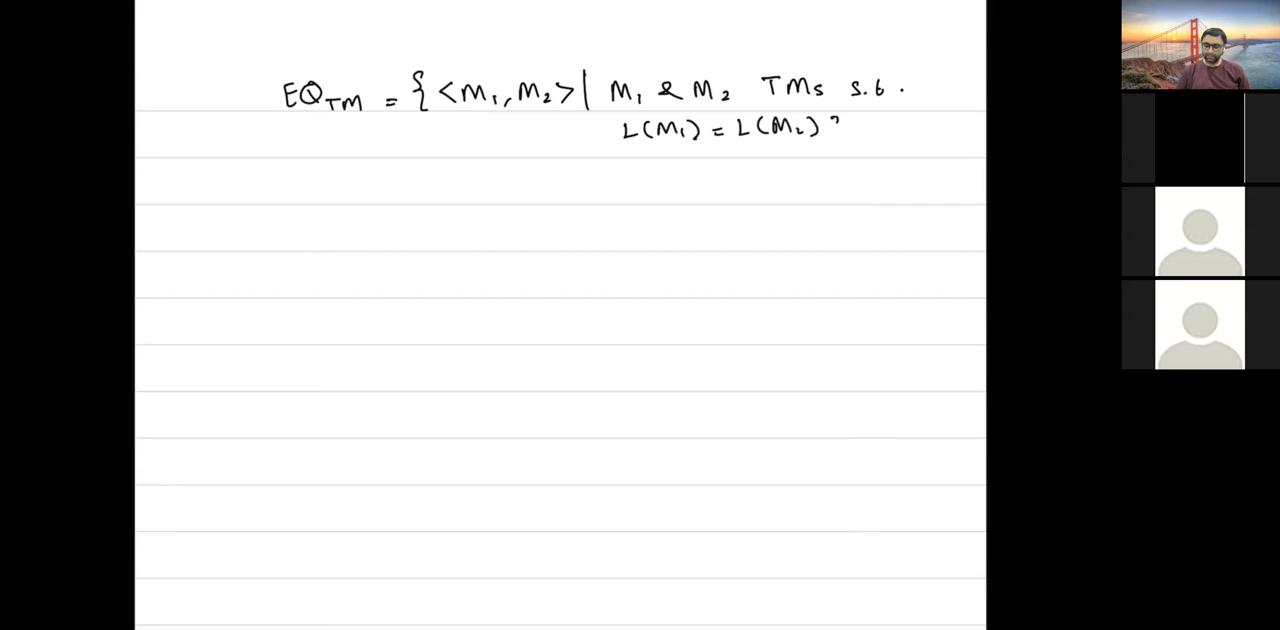 EQ_TM = { <M₁, M₂> | M₁ & M₂ TMs s.t.
L(M₁) = L(M₂) }